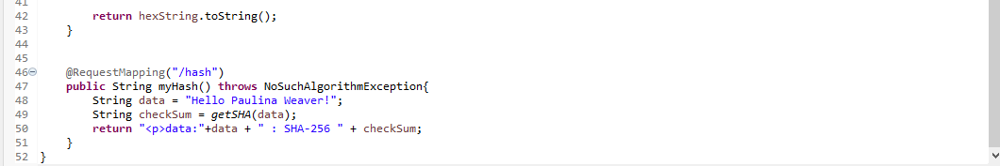 41
42 return hexString.toString();
43 }
44
45
46 @RequestMapping("/hash")
47 public String myHash() throws NoSuchAlgorithmException{
48 String data = "Hello Paulina Weaver!";
49 String checkSum = getSHA(data);
50 return "<p>data:"+data + " : SHA-256 " + checkSum;
51 }
52 }